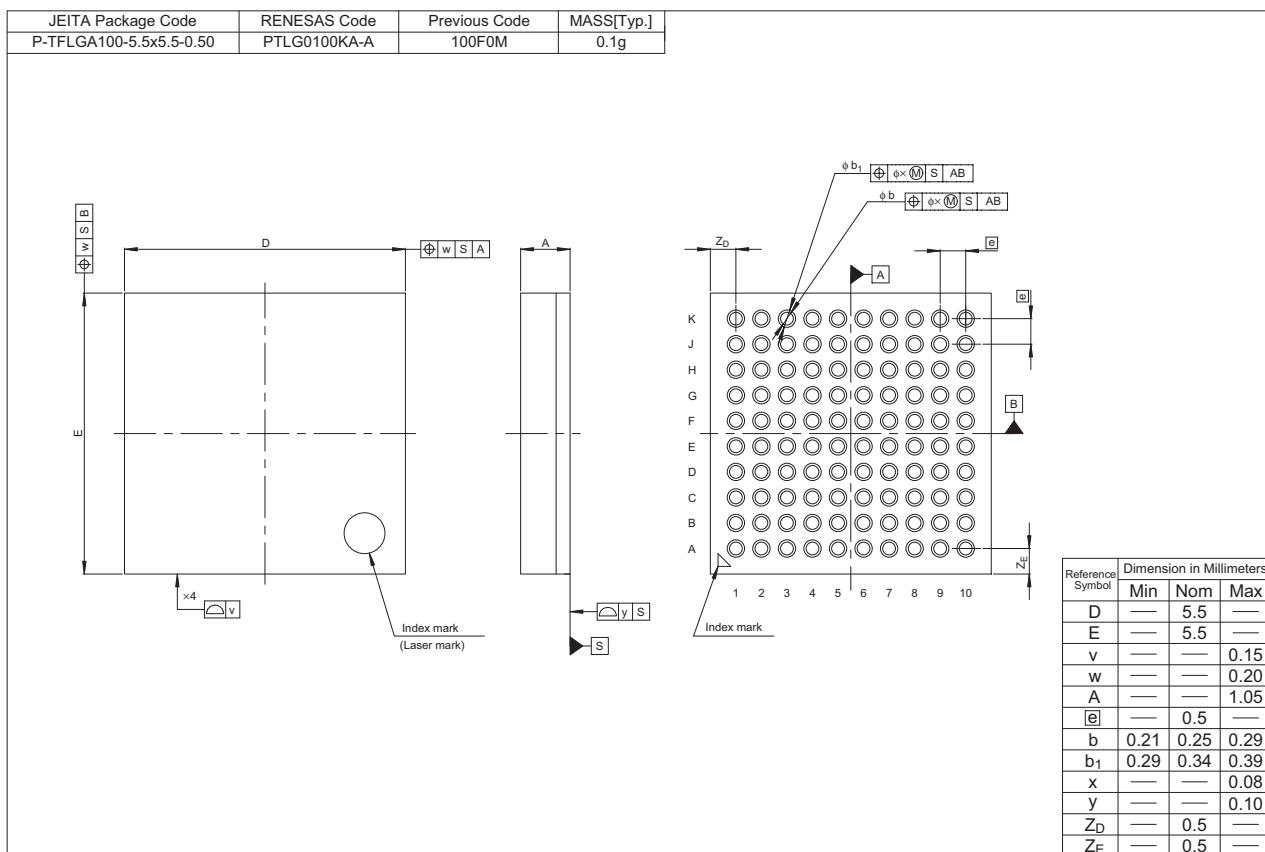 JEITA Package Code RENESAS Code Previous Code MASS[Typ.]
P-TFLGA100-5.5x5.5-0.50 PTLG0100KA-A 100F0M 0.1g
ϕ b1 ⌖ ϕ× Ⓜ S AB
ϕ b ⌖ ϕ× Ⓜ S AB
⌖ w S B
D
⌖ w S A
A
ZD
A
e
e
E
B
K
J
H
G
F
E
D
C
B
A
1 2 3 4 5 6 7 8 9 10
ZE
×4
⌓ v
Index mark
(Laser mark)
⌓ y S
S
Index mark
Reference Symbol Dimension in Millimeters
Min Nom Max
D — 5.5 —
E — 5.5 —
v — — 0.15
w — — 0.20
A — — 1.05
e — 0.5 —
b 0.21 0.25 0.29
b1 0.29 0.34 0.39
x — — 0.08
y — — 0.10
ZD — 0.5 —
ZE — 0.5 —